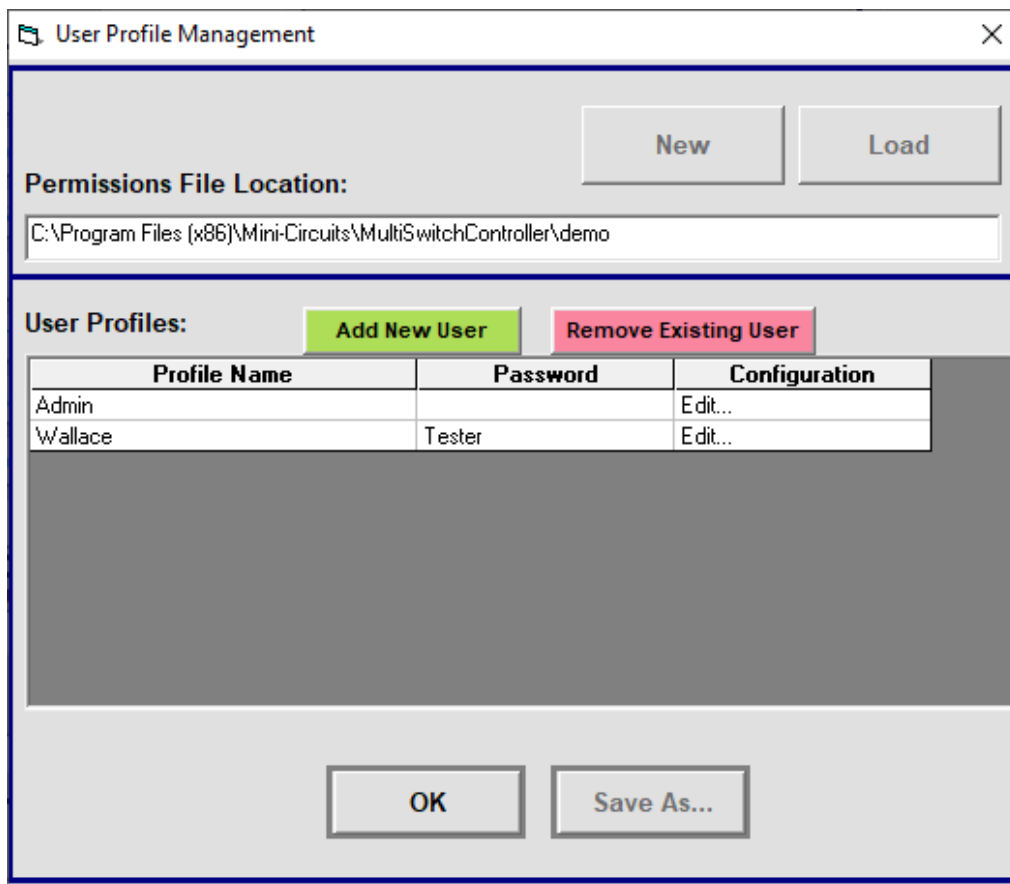 User Profile Management
New Load
Permissions File Location:
C:\Program Files (x86)\Mini-Circuits\MultiSwitchController\demo
User Profiles: Add New User Remove Existing User
Profile Name Password Configuration
Admin Edit...
Wallace Tester Edit...
OK Save As...